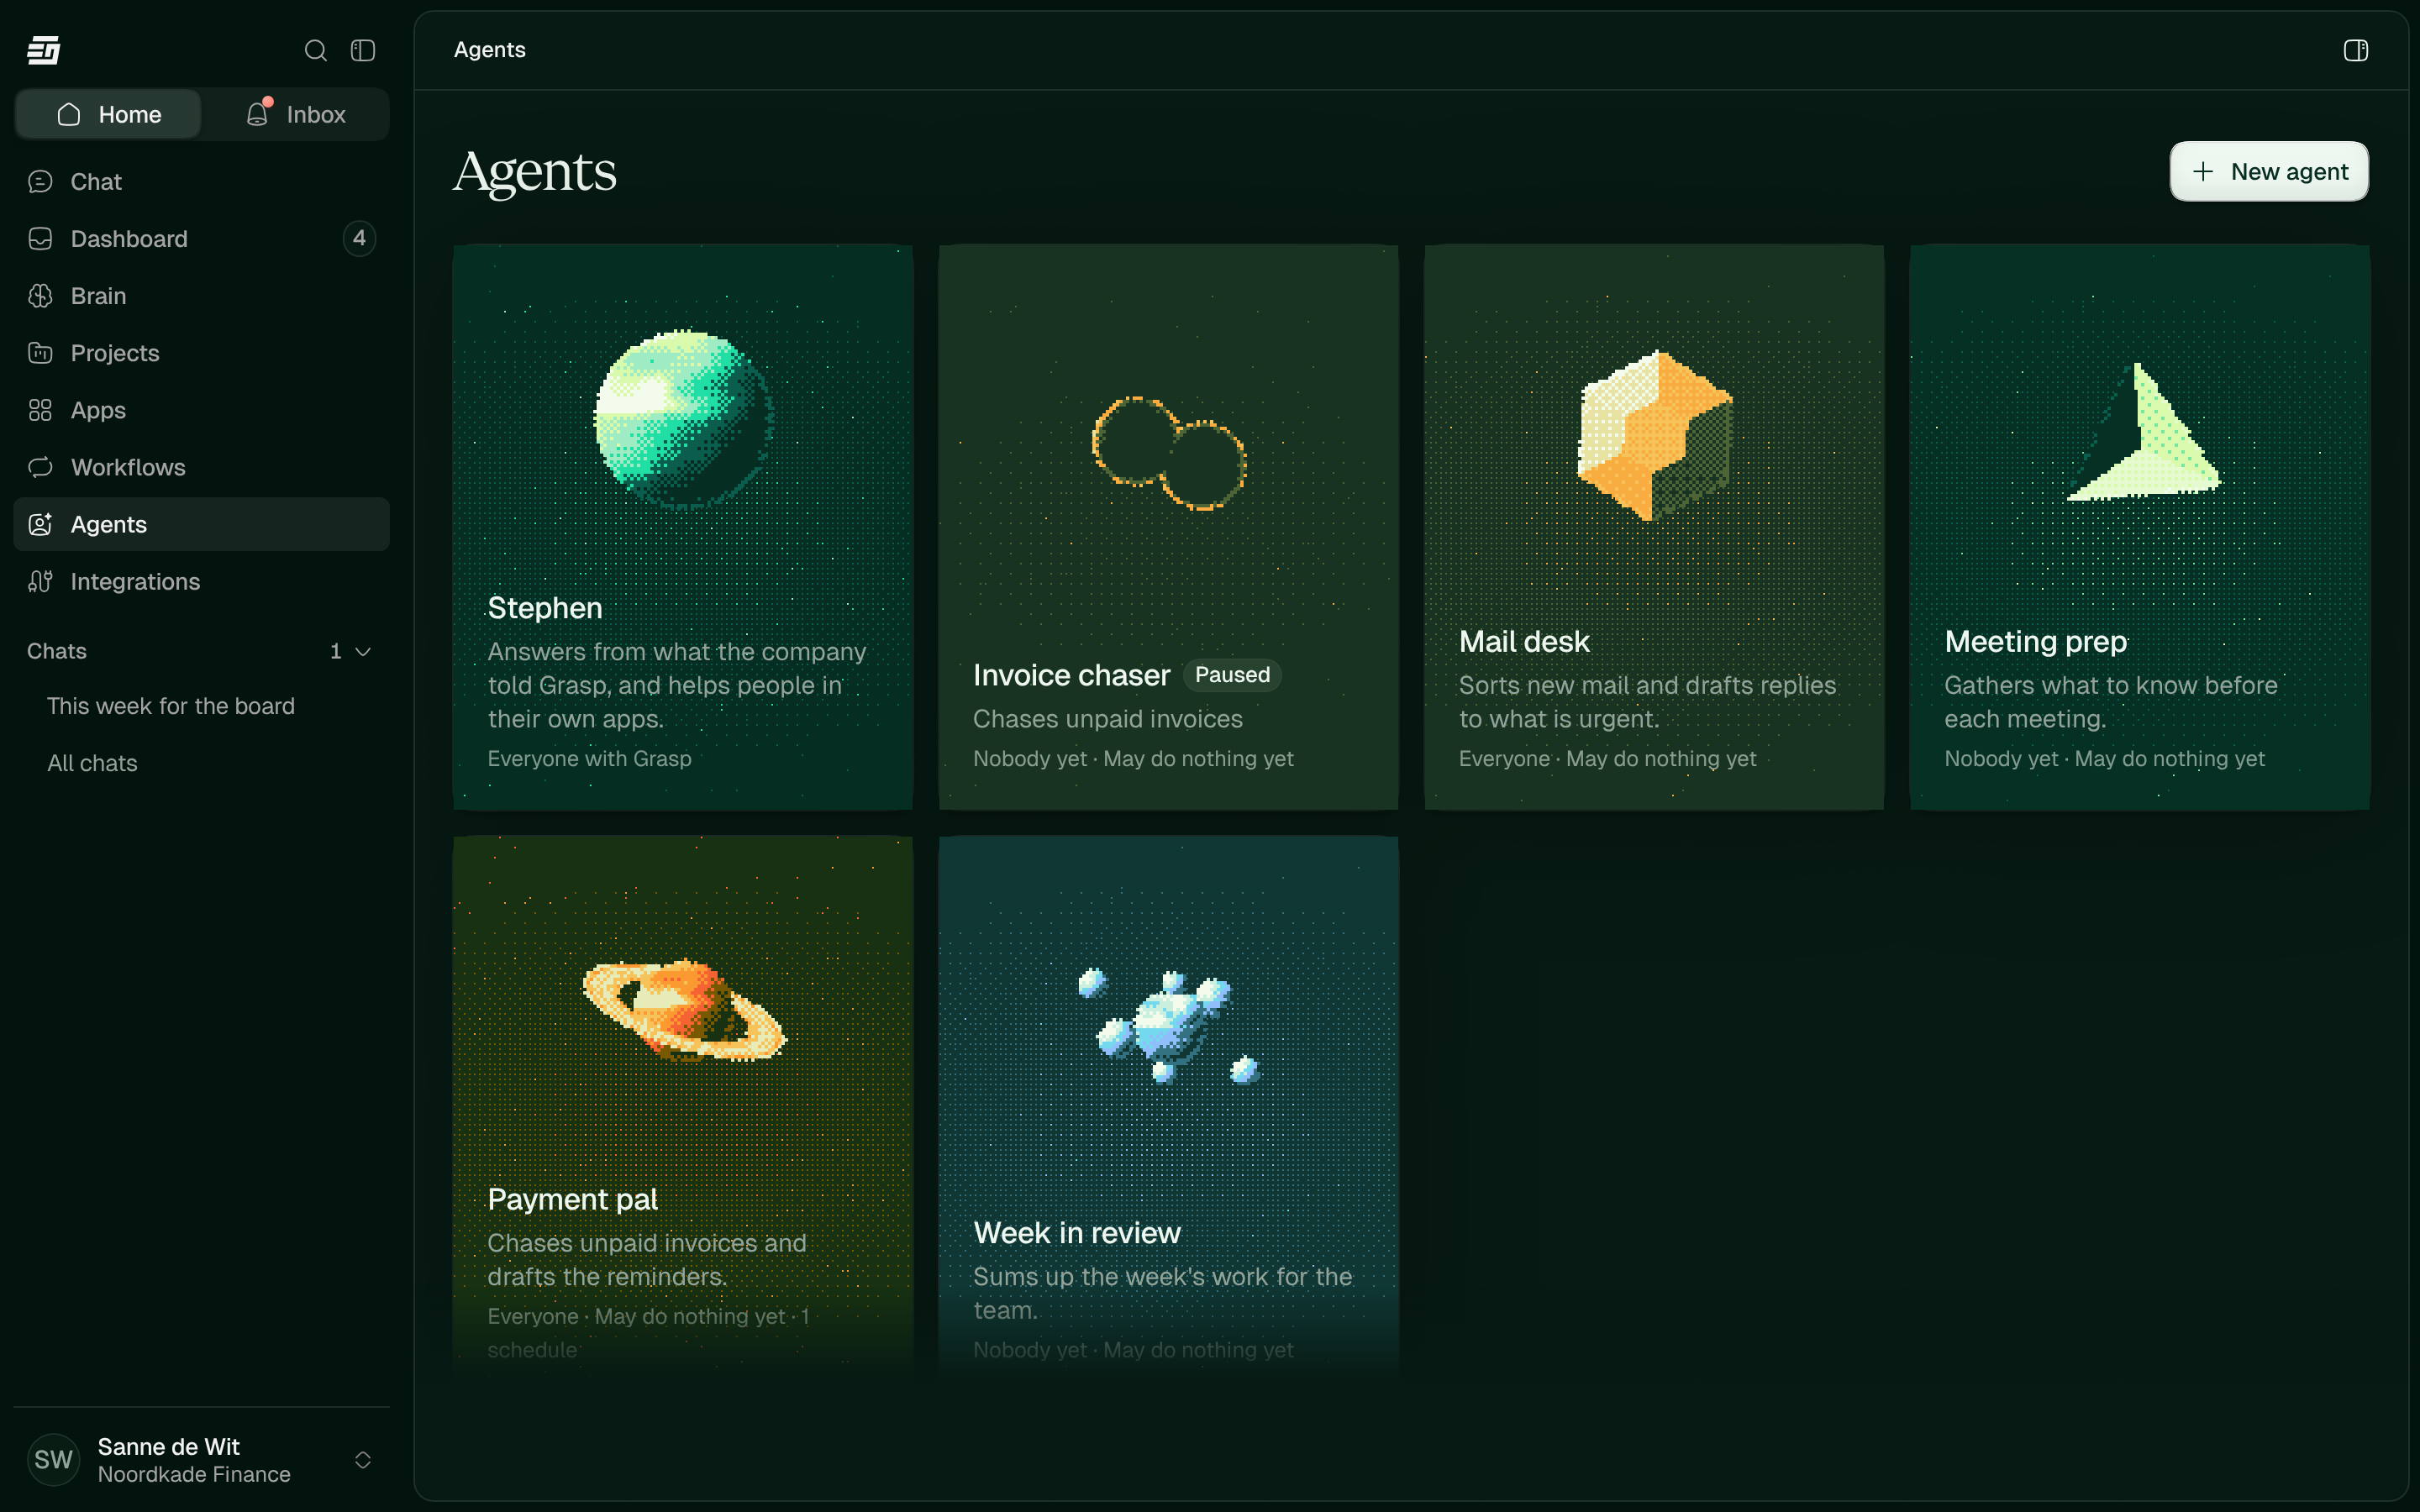 Home
Inbox
Chat
Dashboard
4
Brain
Projects
Apps
Workflows
Agents
Integrations
Chats
1
This week for the board
All chats
Sanne de Wit
SW
Noordkade Finance
Agents
Agents
New agent
Stephen
Answers from what the company
told Grasp, and helps people in
their own apps.
Everyone with Grasp
Invoice chaser
Paused
Chases unpaid invoices
Nobody yet · May do nothing yet
Mail desk
Sorts new mail and drafts replies
to what is urgent.
Everyone · May do nothing yet
Meeting prep
Gathers what to know before
each meeting.
Nobody yet · May do nothing yet
Payment pal
Chases unpaid invoices and
drafts the reminders.
Everyone · May do nothing yet · 1
schedule
Week in review
Sums up the week's work for the
team.
Nobody yet · May do nothing yet